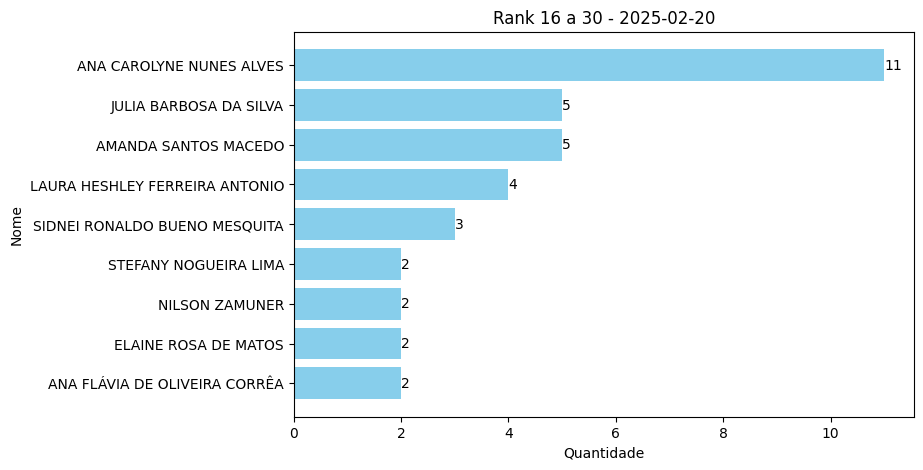 Rank 16 a 30 - 2025-02-20
Nome
ANA CAROLYNE NUNES ALVES 11
JULIA BARBOSA DA SILVA 5
AMANDA SANTOS MACEDO 5
LAURA HESHLEY FERREIRA ANTONIO 4
SIDNEI RONALDO BUENO MESQUITA 3
STEFANY NOGUEIRA LIMA 2
NILSON ZAMUNER 2
ELAINE ROSA DE MATOS 2
ANA FLÁVIA DE OLIVEIRA CORRÊA 2
0 2 4 6 8 10
Quantidade